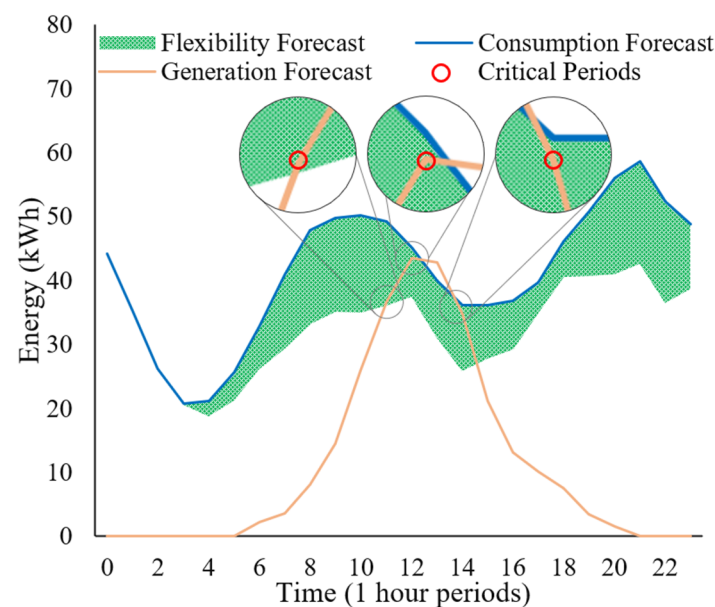 80
Flexibility Forecast
Consumption Forecast
70
Generation Forecast
Critical Periods
60
50
40
30
20
10
0
Energy (kWh)
0 2 4 6 8 10 12 14 16 18 20 22
Time (1 hour periods)